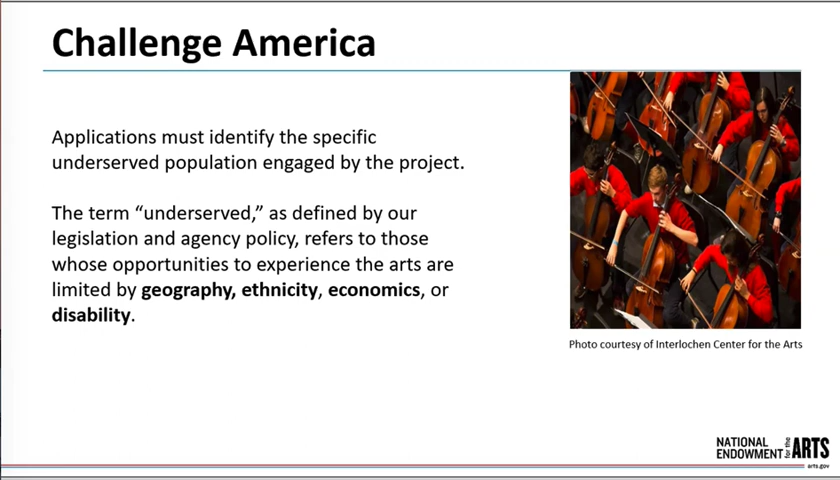 Challenge America
Applications must identify the specific
underserved population engaged by the project.
The term “underserved,” as defined by our
legislation and agency policy, refers to those
whose opportunities to experience the arts are
limited by geography, ethnicity, economics, or
disability.
Photo courtesy of Interlochen Center for the Arts
NATIONAL
ENDOWMENT for the ARTS
arts.gov